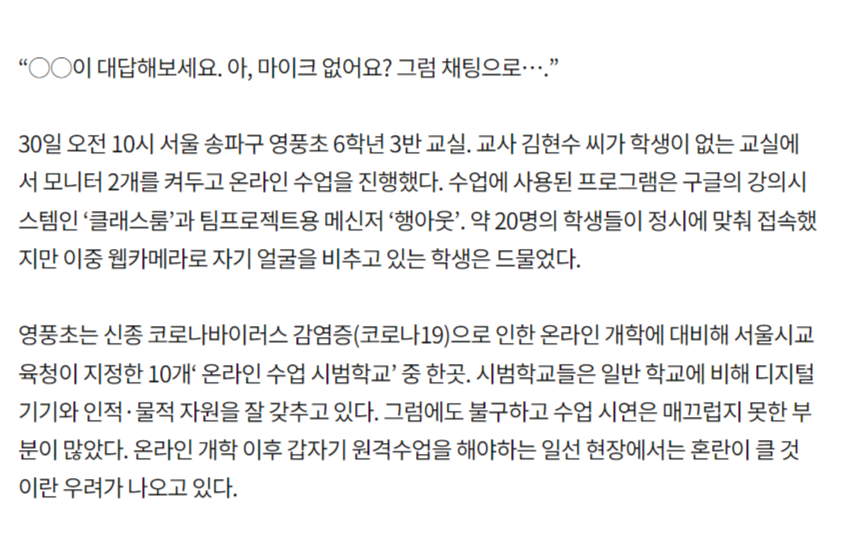 “○○이 대답해보세요. 아, 마이크 없어요? 그럼 채팅으로….”
30일 오전 10시 서울 송파구 영풍초 6학년 3반 교실. 교사 김현수 씨가 학생이 없는 교실에
서 모니터 2개를 켜두고 온라인 수업을 진행했다. 수업에 사용된 프로그램은 구글의 강의시
스템인 ‘클래스룸’과 팀프로젝트용 메신저 ‘행아웃’. 약 20명의 학생들이 정시에 맞춰 접속했
지만 이중 웹카메라로 자기 얼굴을 비추고 있는 학생은 드물었다.
영풍초는 신종 코로나바이러스 감염증(코로나19)으로 인한 온라인 개학에 대비해 서울시교
육청이 지정한 10개‘ 온라인 수업 시범학교’ 중 한곳. 시범학교들은 일반 학교에 비해 디지털
기기와 인적·물적 자원을 잘 갖추고 있다. 그럼에도 불구하고 수업 시연은 매끄럽지 못한 부
분이 많았다. 온라인 개학 이후 갑자기 원격수업을 해야하는 일선 현장에서는 혼란이 클 것
이란 우려가 나오고 있다.